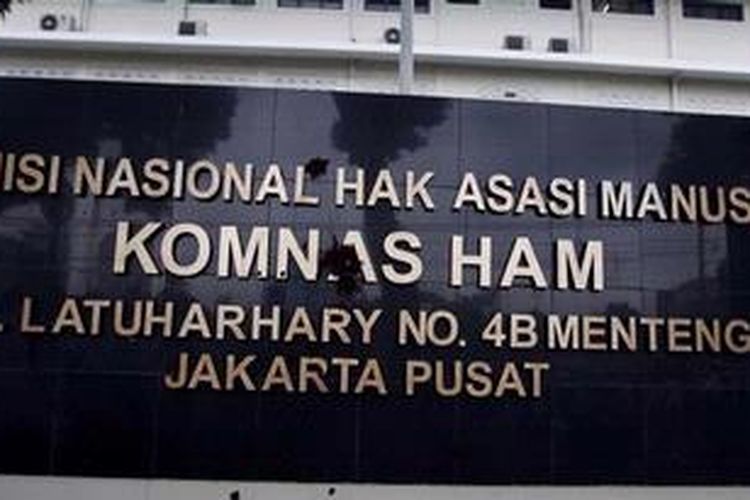 ISI NASIONAL HAK ASASI MANUS
KOMNAS HAM
. LATUHARHARY NO. 4B MENTENG
JAKARTA PUSAT